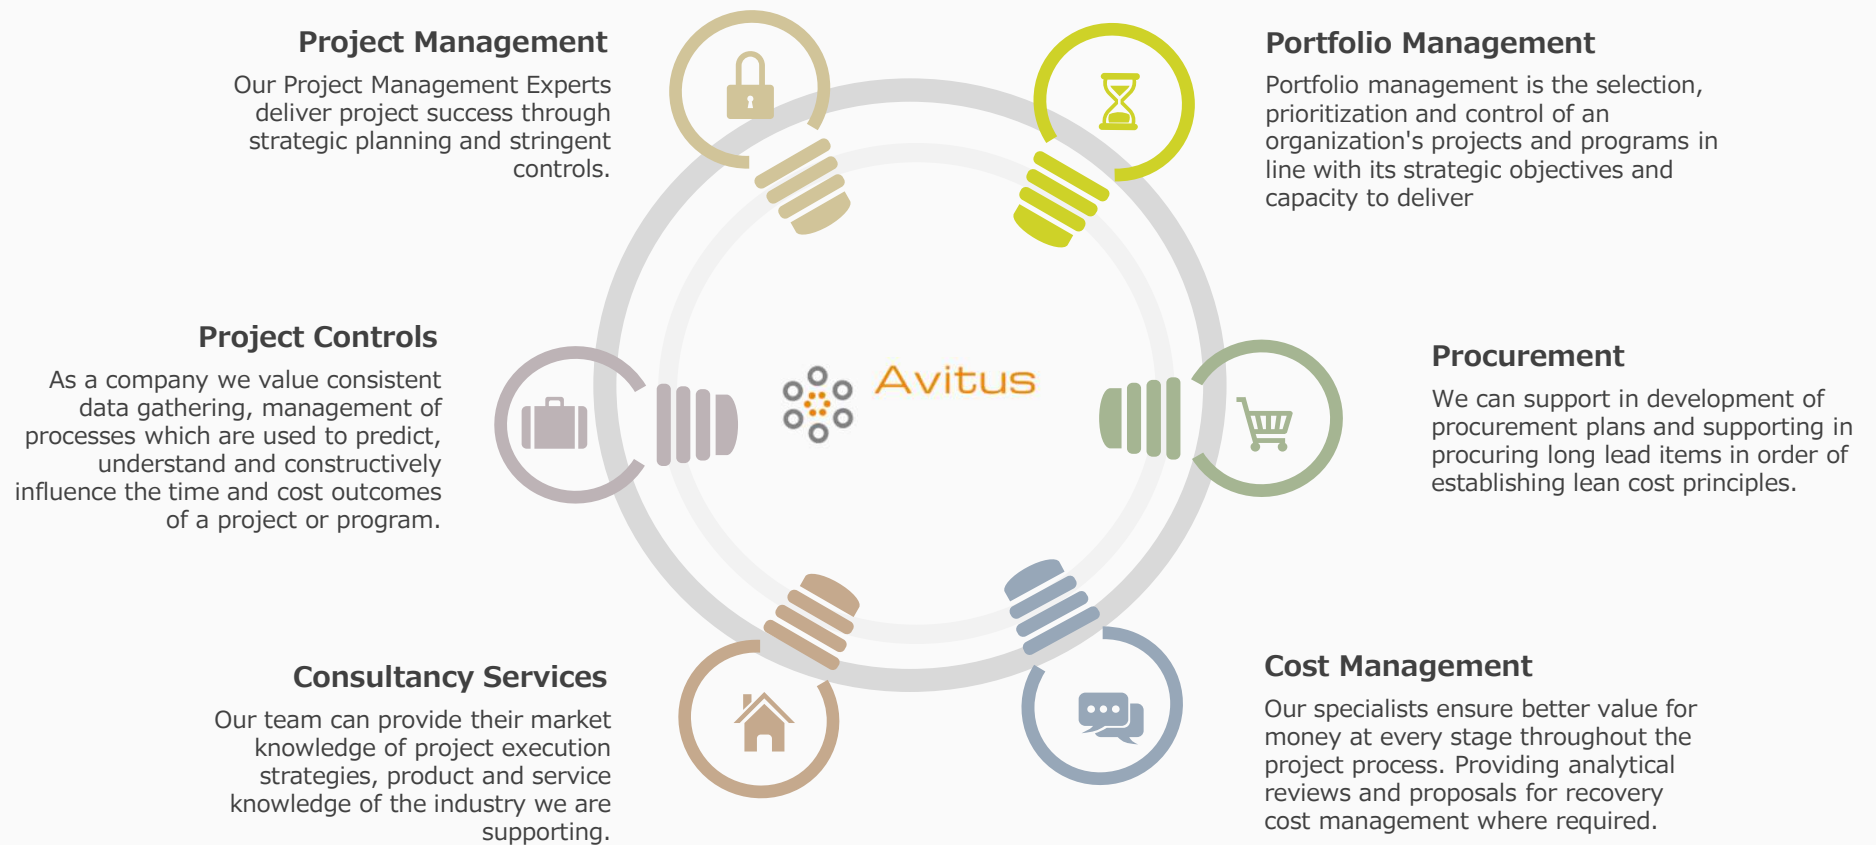 Project Management
Our Project Management Experts
deliver project success through
strategic planning and stringent
controls.
Portfolio Management
Portfolio management is the selection,
prioritization and control of an
organization's projects and programs in
line with its strategic objectives and
capacity to deliver
Project Controls
As a company we value consistent
data gathering, management of
processes which are used to predict,
understand and constructively
influence the time and cost outcomes
of a project or program.
Avitus
Procurement
We can support in development of
procurement plans and supporting in
procuring long lead items in order of
establishing lean cost principles.
Consultancy Services
Our team can provide their market
knowledge of project execution
strategies, product and service
knowledge of the industry we are
supporting.
Cost Management
Our specialists ensure better value for
money at every stage throughout the
project process. Providing analytical
reviews and proposals for recovery
cost management where required.